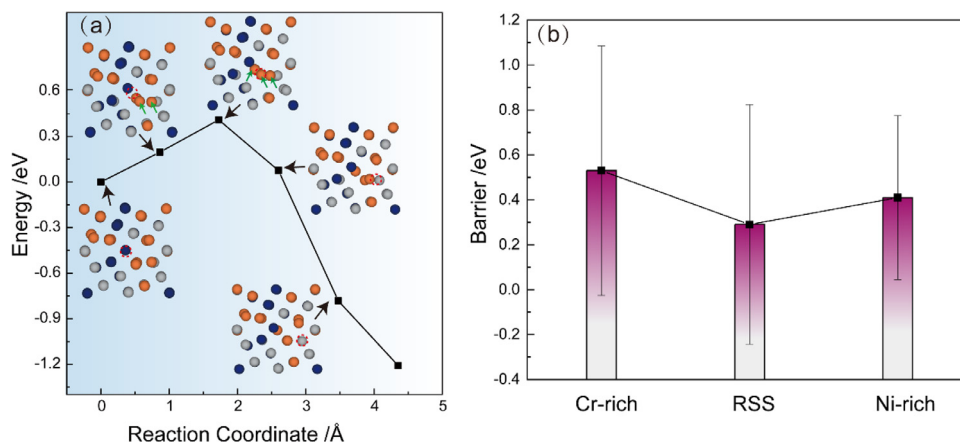 (a)
Energy /eV
0.6
0.3
0.0
-0.3
-0.6
-0.9
-1.2
0 1 2 3 4 5
Reaction Coordinate /Å
(b)
Barrier/eV
1.2
1.0
0.8
0.6
0.4
0.2
0.0
-0.2
-0.4
Cr-rich RSS Ni-rich